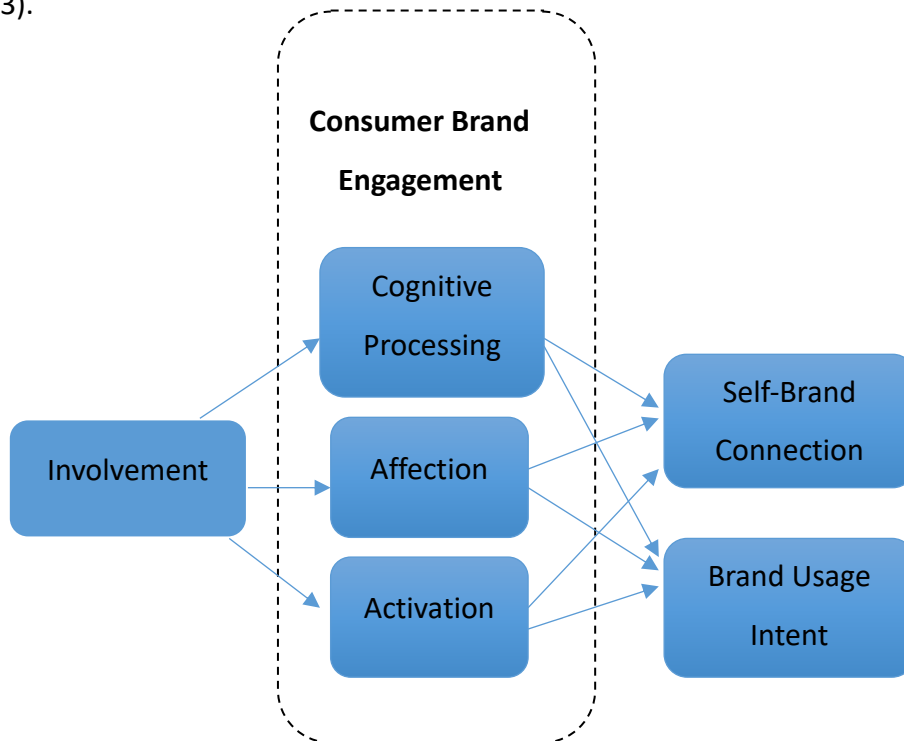 3).
Consumer Brand
Engagement
Cognitive
Processing
Involvement
Affection
Activation
Self-Brand
Connection
Brand Usage
Intent